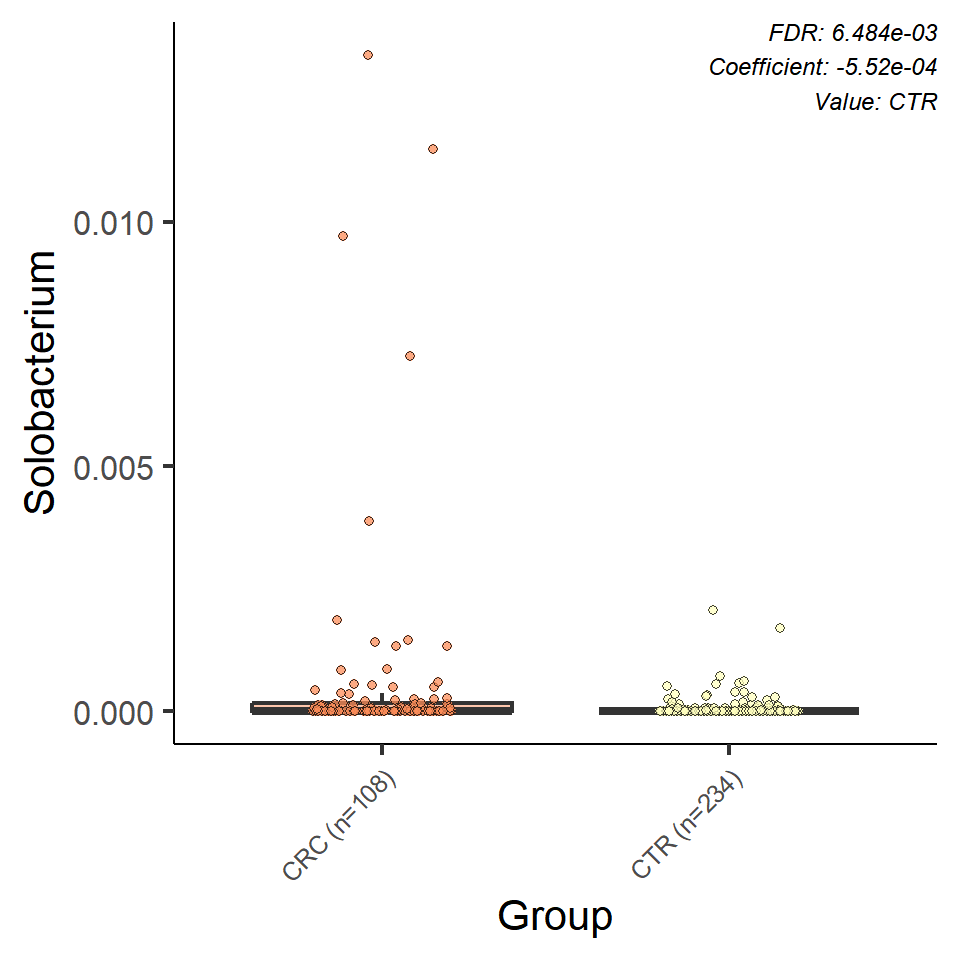 FDR: 6.484e-03
Coefficient: -5.52e-04
Value: CTR
Solobacterium
0.010
0.005
0.000
CRC (n=108)
CTR (n=234)
Group